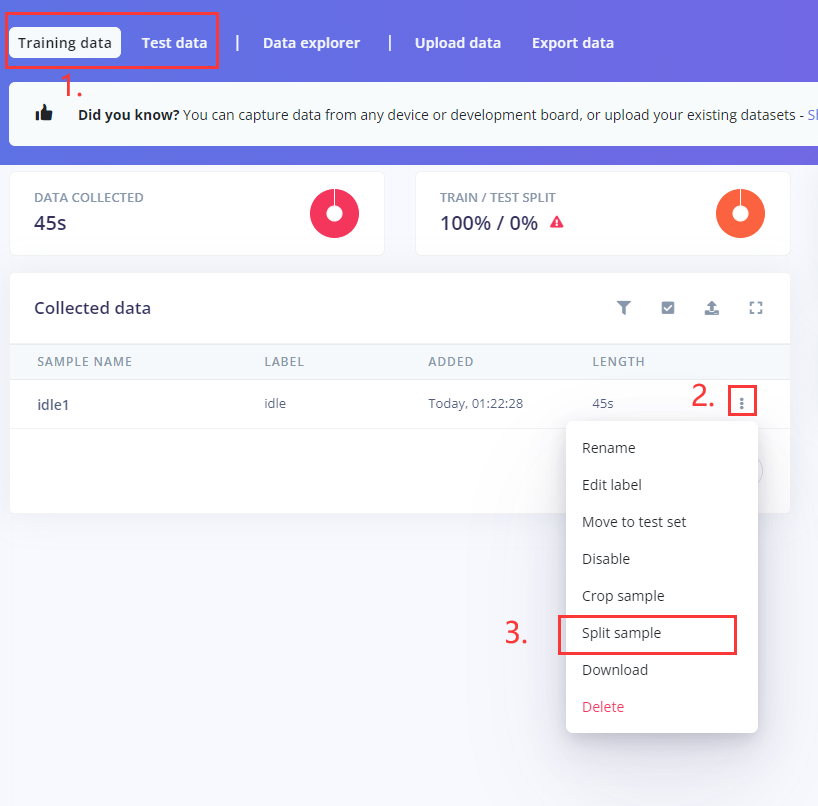 Training data Test data | Data explorer | Upload data Export data
1.
Did you know? You can capture data from any device or development board, or upload your existing datasets -
DATA COLLECTED
45s
TRAIN / TEST SPLIT
100% / 0%
Collected data
SAMPLE NAME LABEL ADDED LENGTH
idle1 idle Today, 01:22:28 45s
2.
Rename
Edit label
Move to test set
Disable
Crop sample
3. Split sample
Download
Delete